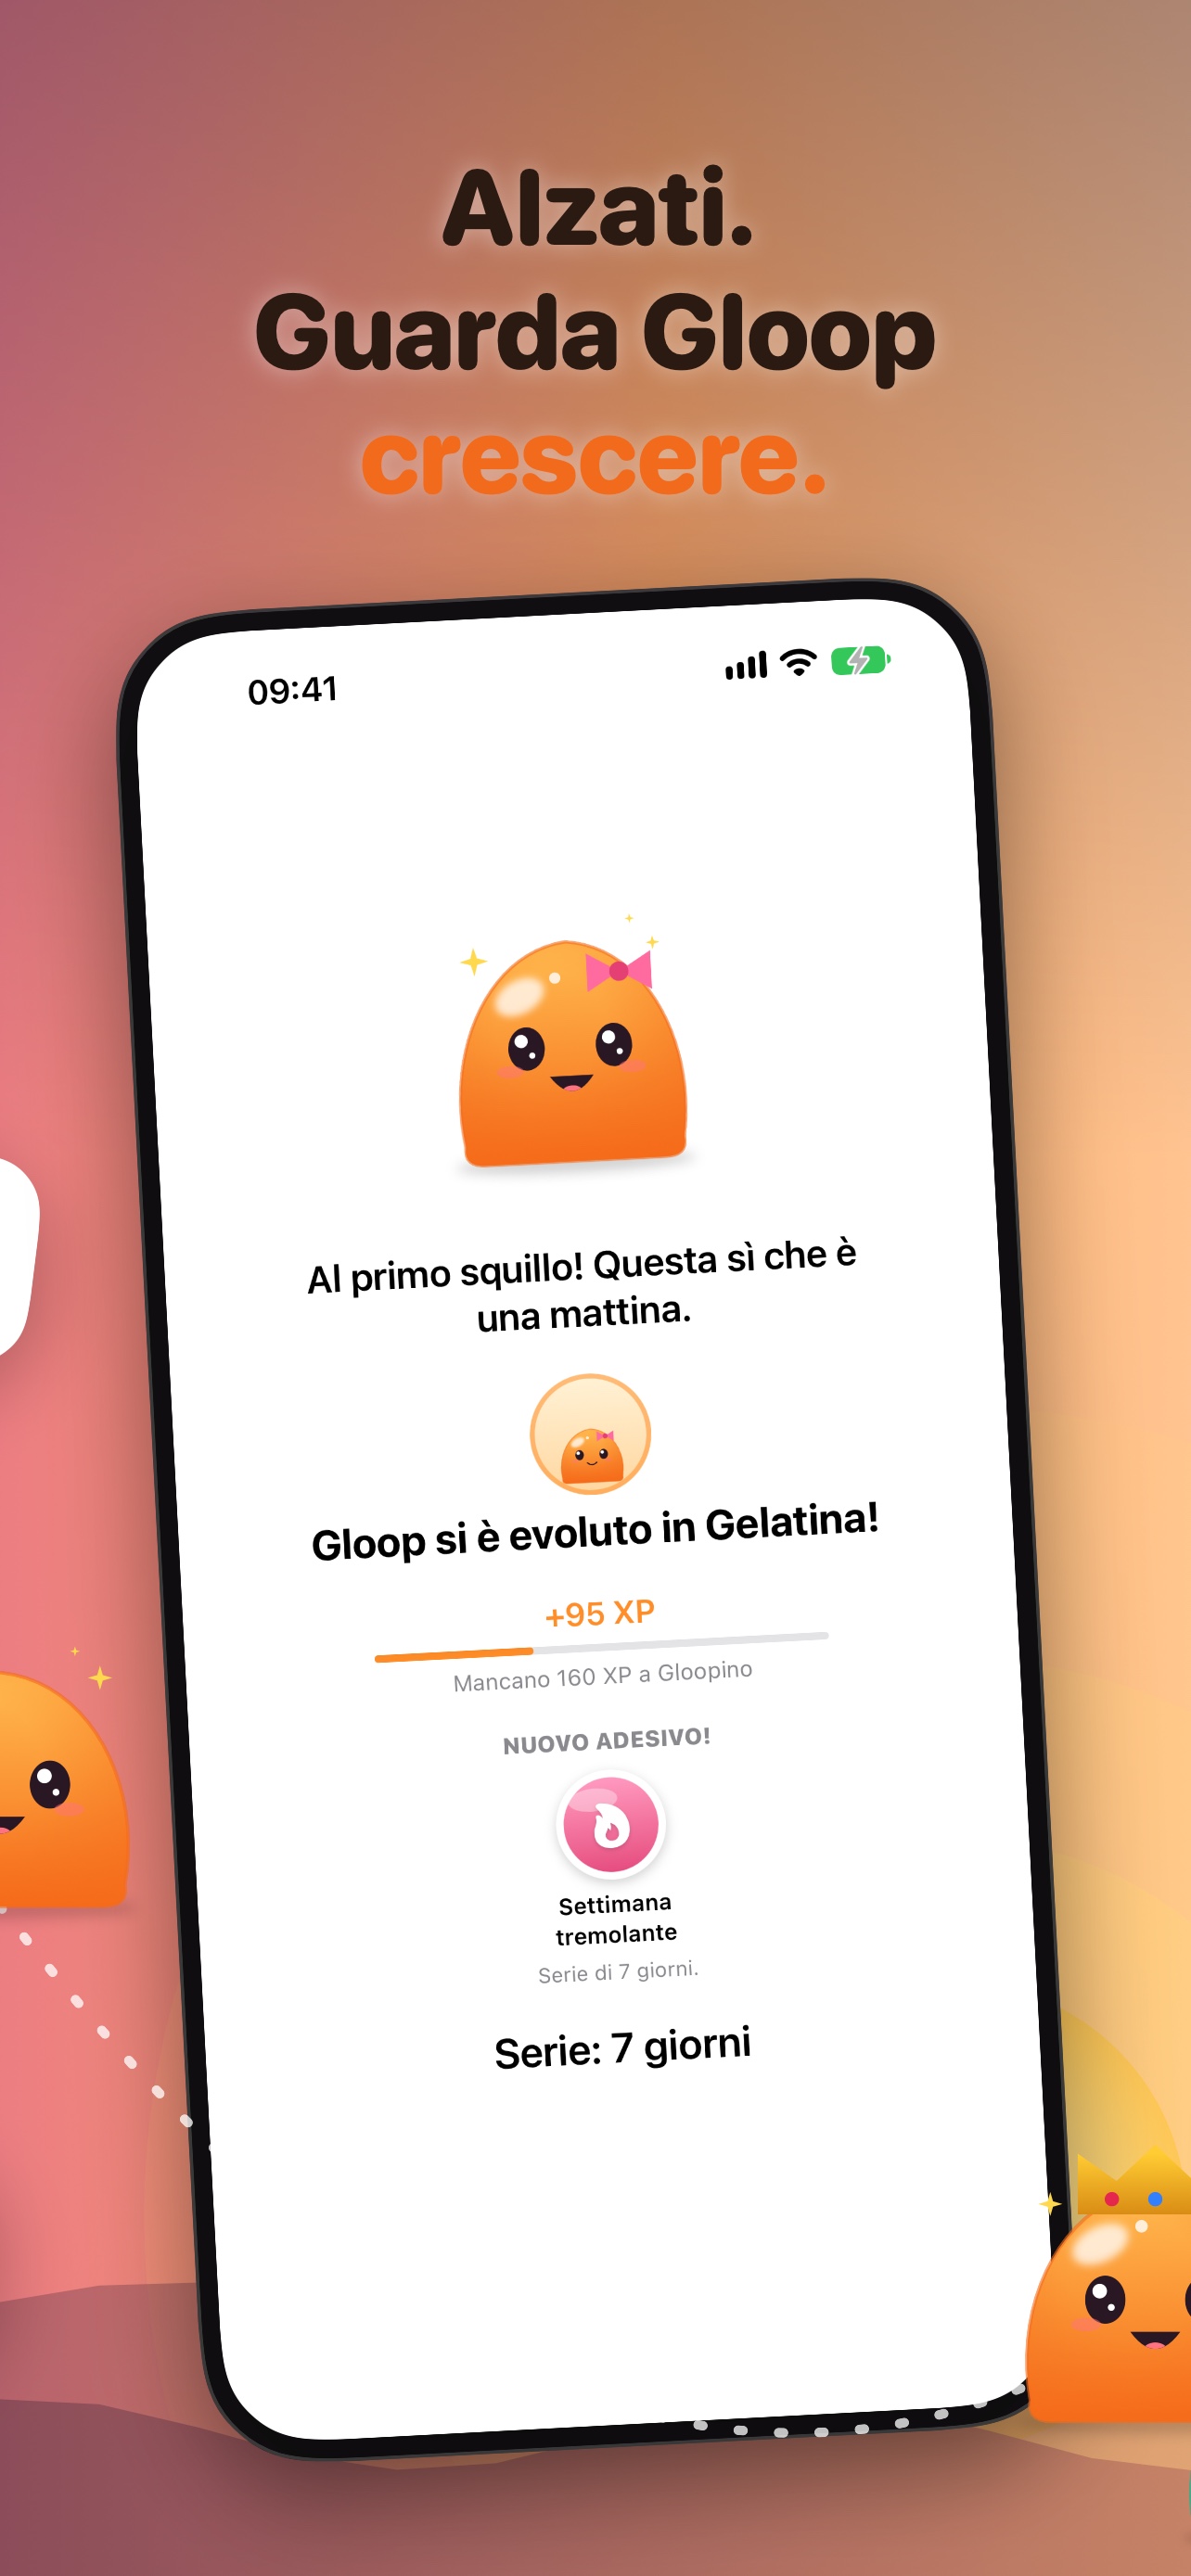 Alzati.
Guarda Gloop
crescere.
09:41
Al primo squillo! Questa sì che è
una mattina.
Gloop si è evoluto in Gelatina!
+95 XP
Mancano 160 XP a Gloopino
NUOVO ADESIVO!
Settimana
tremolante
Serie di 7 giorni.
Serie: 7 giorni